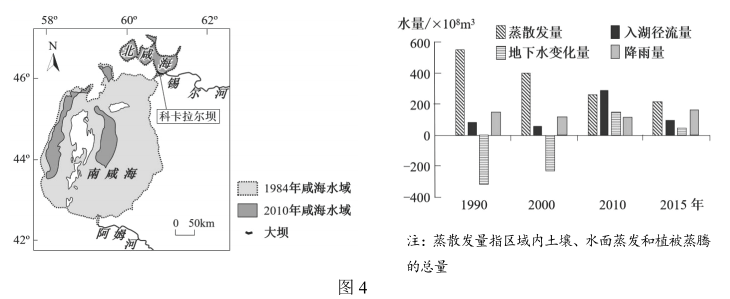 58° 60° 62°
N
46°
44°
42°
北咸海
锡
尔河
科卡拉尔坝
南咸海
阿姆
河
0 50km
1984年咸海水域
2010年咸海水域
大坝
水量/×10⁸m³
蒸散发量 入湖径流量
地下水变化量 降雨量
600
400
200
0
−200
−400
1990 2000 2010 2015 年
注：蒸散发量指区域内土壤、水面蒸发和植被蒸腾
的总量
图 4